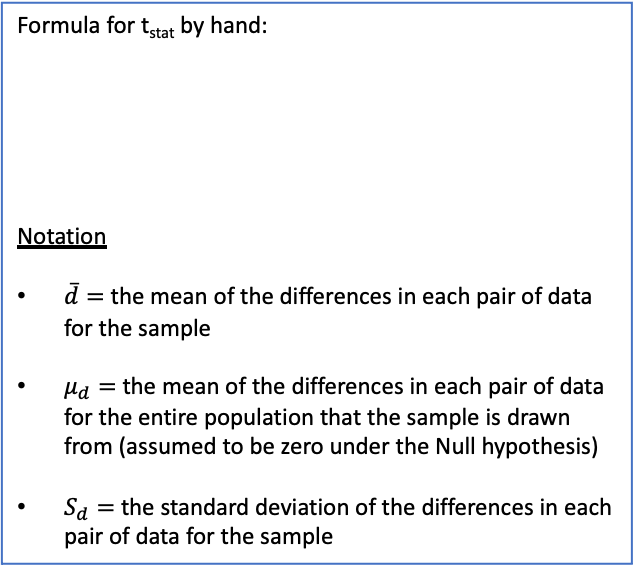 Formula for t_stat by hand:
Notation
• d̄ = the mean of the differences in each pair of data
for the sample
• μ_d = the mean of the differences in each pair of data
for the entire population that the sample is drawn
from (assumed to be zero under the Null hypothesis)
• S_d = the standard deviation of the differences in each
pair of data for the sample